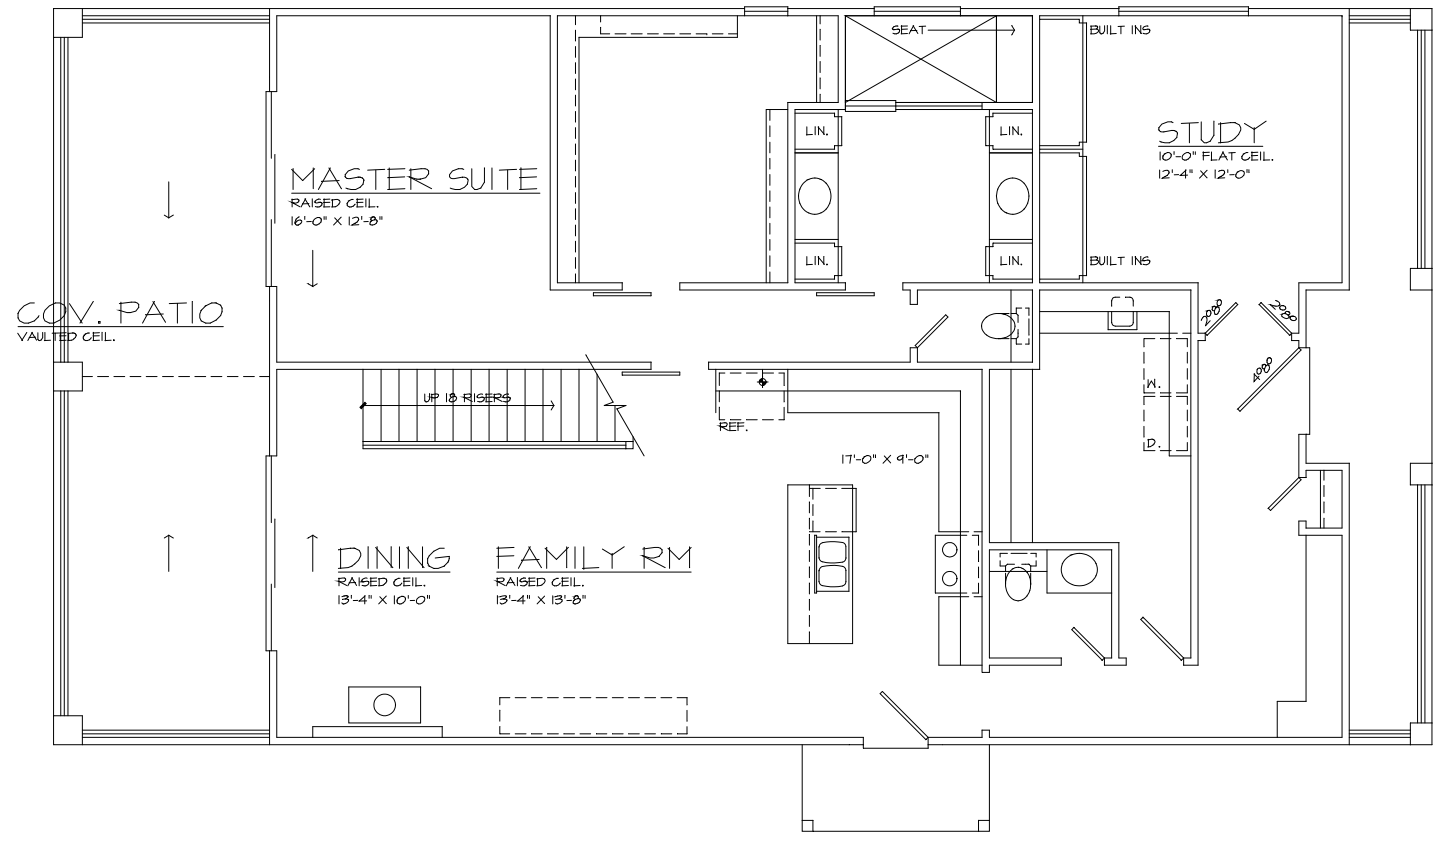 SEAT
BUILT INS
LIN.
LIN.
STUDY
10'-0" FLAT CEIL.
12'-4" X 12'-0"
MASTER SUITE
RAISED CEIL.
16'-0" X 12'-8"
LIN.
LIN.
BUILT INS
COV. PATIO
VAULTED CEIL.
2080
2080
4080
W.
D.
UP 18 RISERS
REF.
17'-0" X 9'-0"
DINING
RAISED CEIL.
13'-4" X 10'-0"
FAMILY RM
RAISED CEIL.
13'-4" X 13'-8"